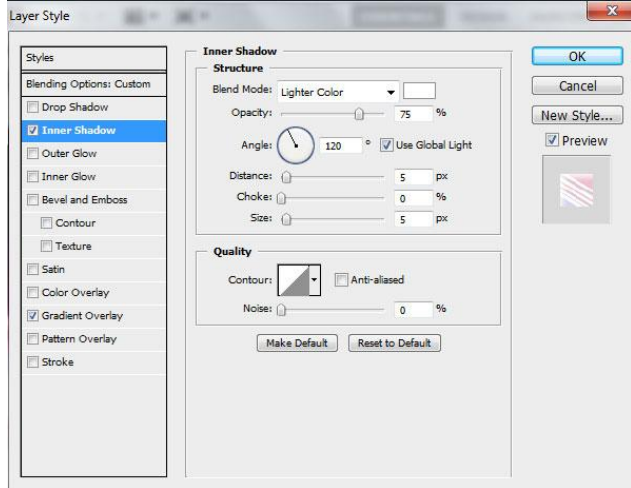 Layer Style
Styles
Blending Options: Custom
Drop Shadow
Inner Shadow
Outer Glow
Inner Glow
Bevel and Emboss
Contour
Texture
Satin
Color Overlay
Gradient Overlay
Pattern Overlay
Stroke
Inner Shadow
Structure
Blend Mode: Lighter Color
Opacity: 75 %
Angle: 120 ° Use Global Light
Distance: 5 px
Choke: 0 %
Size: 5 px
Quality
Contour: Anti-aliased
Noise: 0 %
Make Default Reset to Default
OK
Cancel
New Style...
Preview